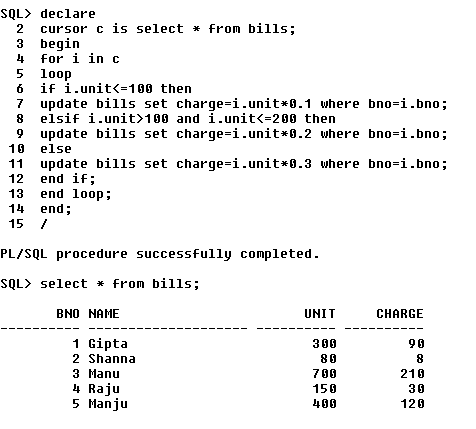 SQL> declare
  2  cursor c is select * from bills;
  3  begin
  4  for i in c
  5  loop
  6  if i.unit<=100 then
  7  update bills set charge=i.unit*0.1 where bno=i.bno;
  8  elsif i.unit>100 and i.unit<=200 then
  9  update bills set charge=i.unit*0.2 where bno=i.bno;
 10  else
 11  update bills set charge=i.unit*0.3 where bno=i.bno;
 12  end if;
 13  end loop;
 14  end;
 15  /
PL/SQL procedure successfully completed.
SQL> select * from bills;
       BNO NAME                       UNIT     CHARGE
---------- -------------------- ---------- ----------
         1 Gipta                       300         90
         2 Shanna                       80          8
         3 Manu                        700        210
         4 Raju                        150         30
         5 Manju                       400        120